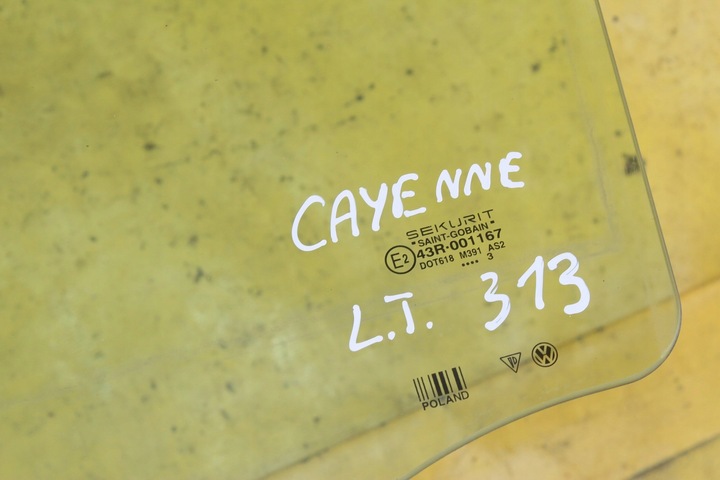 CAYENNE
SEKURIT
"SAINT-GOBAIN"
E2 43R-001167
DOT618 M391 AS2
.... 3
L.T. 313
POLAND